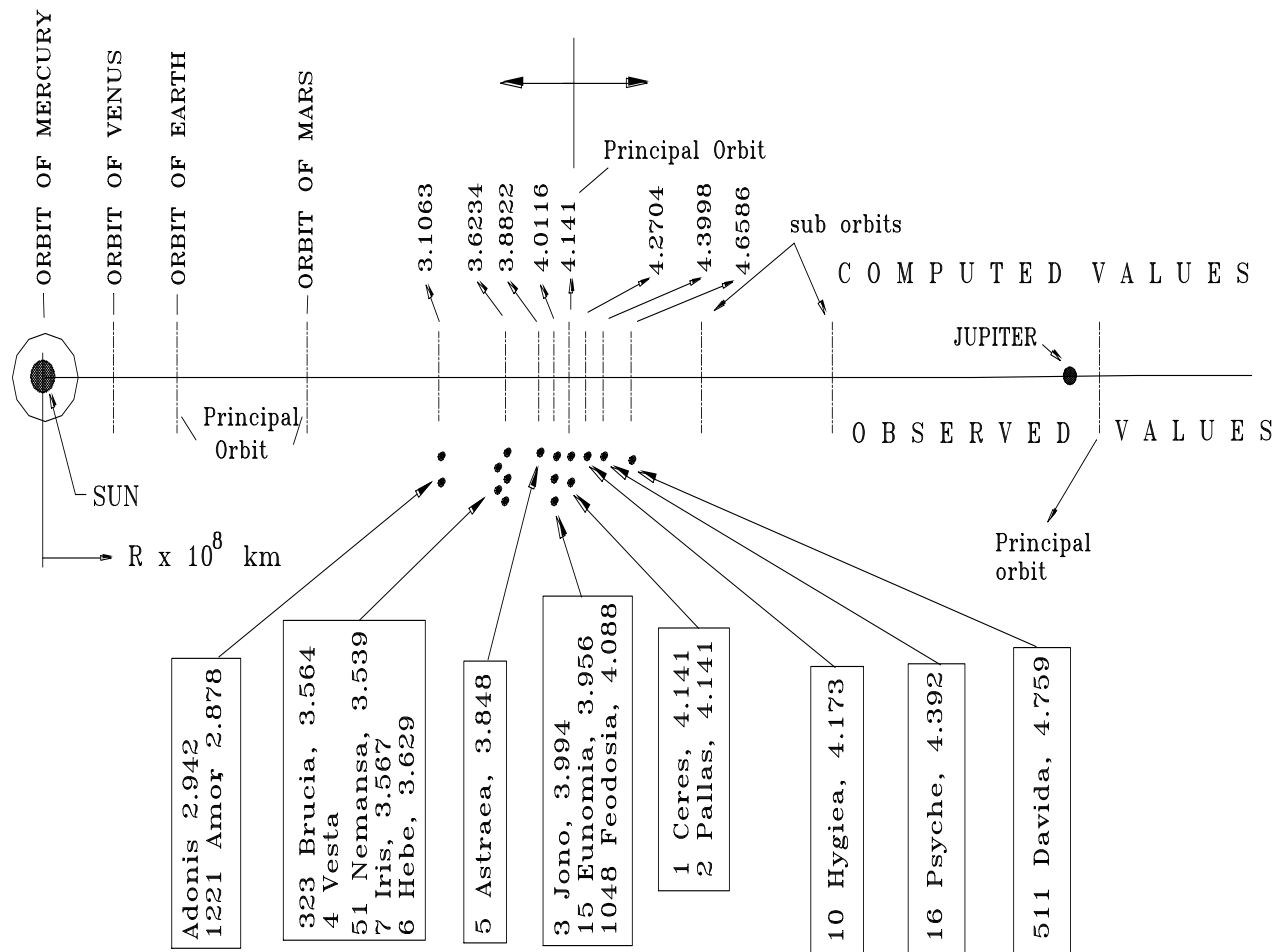 ORBIT OF MERCURY
ORBIT OF VENUS
ORBIT OF EARTH
ORBIT OF MARS
Principal Orbit
3.1063
3.6234
3.8822
4.0116
4.141
4.2704
4.3998
4.6586
sub orbits
COMPUTED VALUES
JUPITER
Principal
Orbit
OBSERVED VALUES
SUN
R x 10⁸ km
Principal
orbit
Adonis 2.942
1221 Amor, 2.878
323 Brucia, 3.564
4 Vesta
51 Nemansa, 3.539
7 Iris, 3.567
6 Hebe, 3.629
5 Astraea, 3.848
3 Jono, 3.994
15 Eunomia, 3.956
1048 Feodosia, 4.088
1 Ceres, 4.141
2 Pallas, 4.141
10 Hygiea, 4.173
16 Psyche, 4.392
511 Davida, 4.759